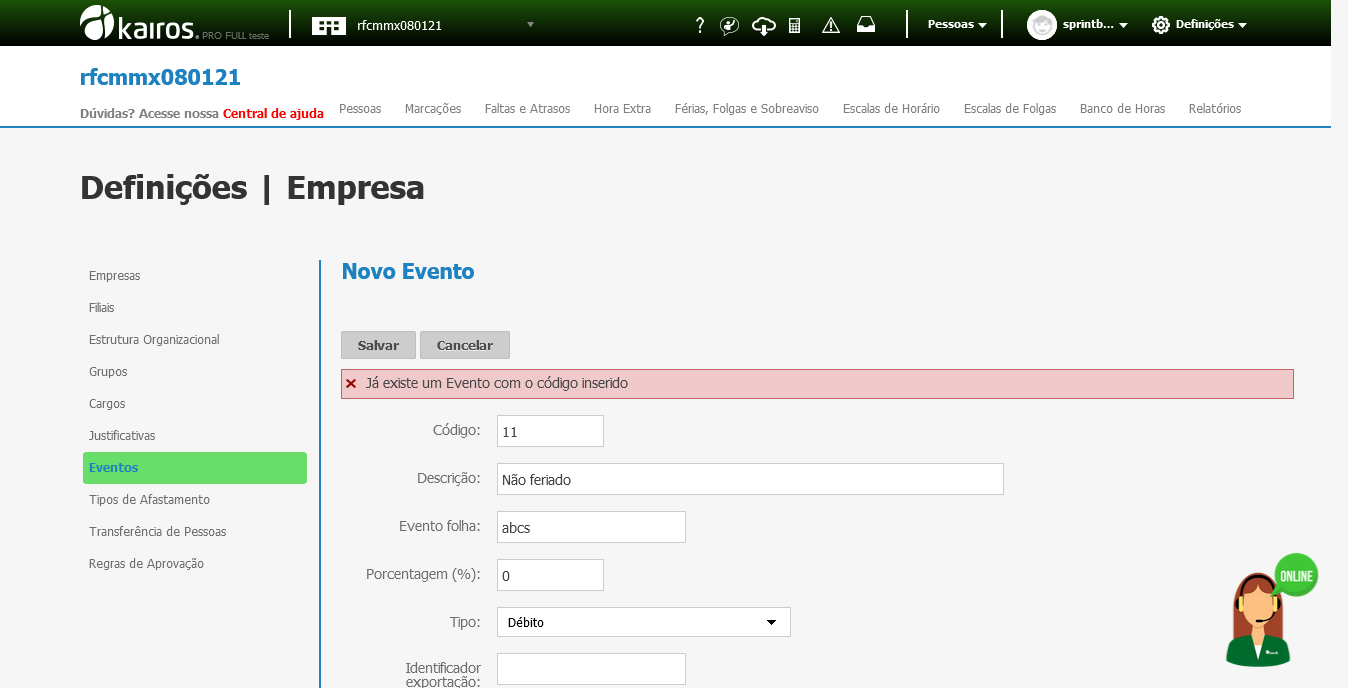 kairos. PRO FULL teste
rfcmmx080121
?
Pessoas
sprintb...
Definições
rfcmmx080121
Dúvidas? Acesse nossa Central de ajuda
Pessoas
Marcações
Faltas e Atrasos
Hora Extra
Férias, Folgas e Sobreaviso
Escalas de Horário
Escalas de Folgas
Banco de Horas
Relatórios
Definições | Empresa
Empresas
Filiais
Estrutura Organizacional
Grupos
Cargos
Justificativas
Eventos
Tipos de Afastamento
Transferência de Pessoas
Regras de Aprovação
Novo Evento
Salvar
Cancelar
Já existe um Evento com o código inserido
Código: 11
Descrição: Não feriado
Evento folha: abcs
Porcentagem (%): 0
Tipo: Débito
Identificador
exportação:
ONLINE